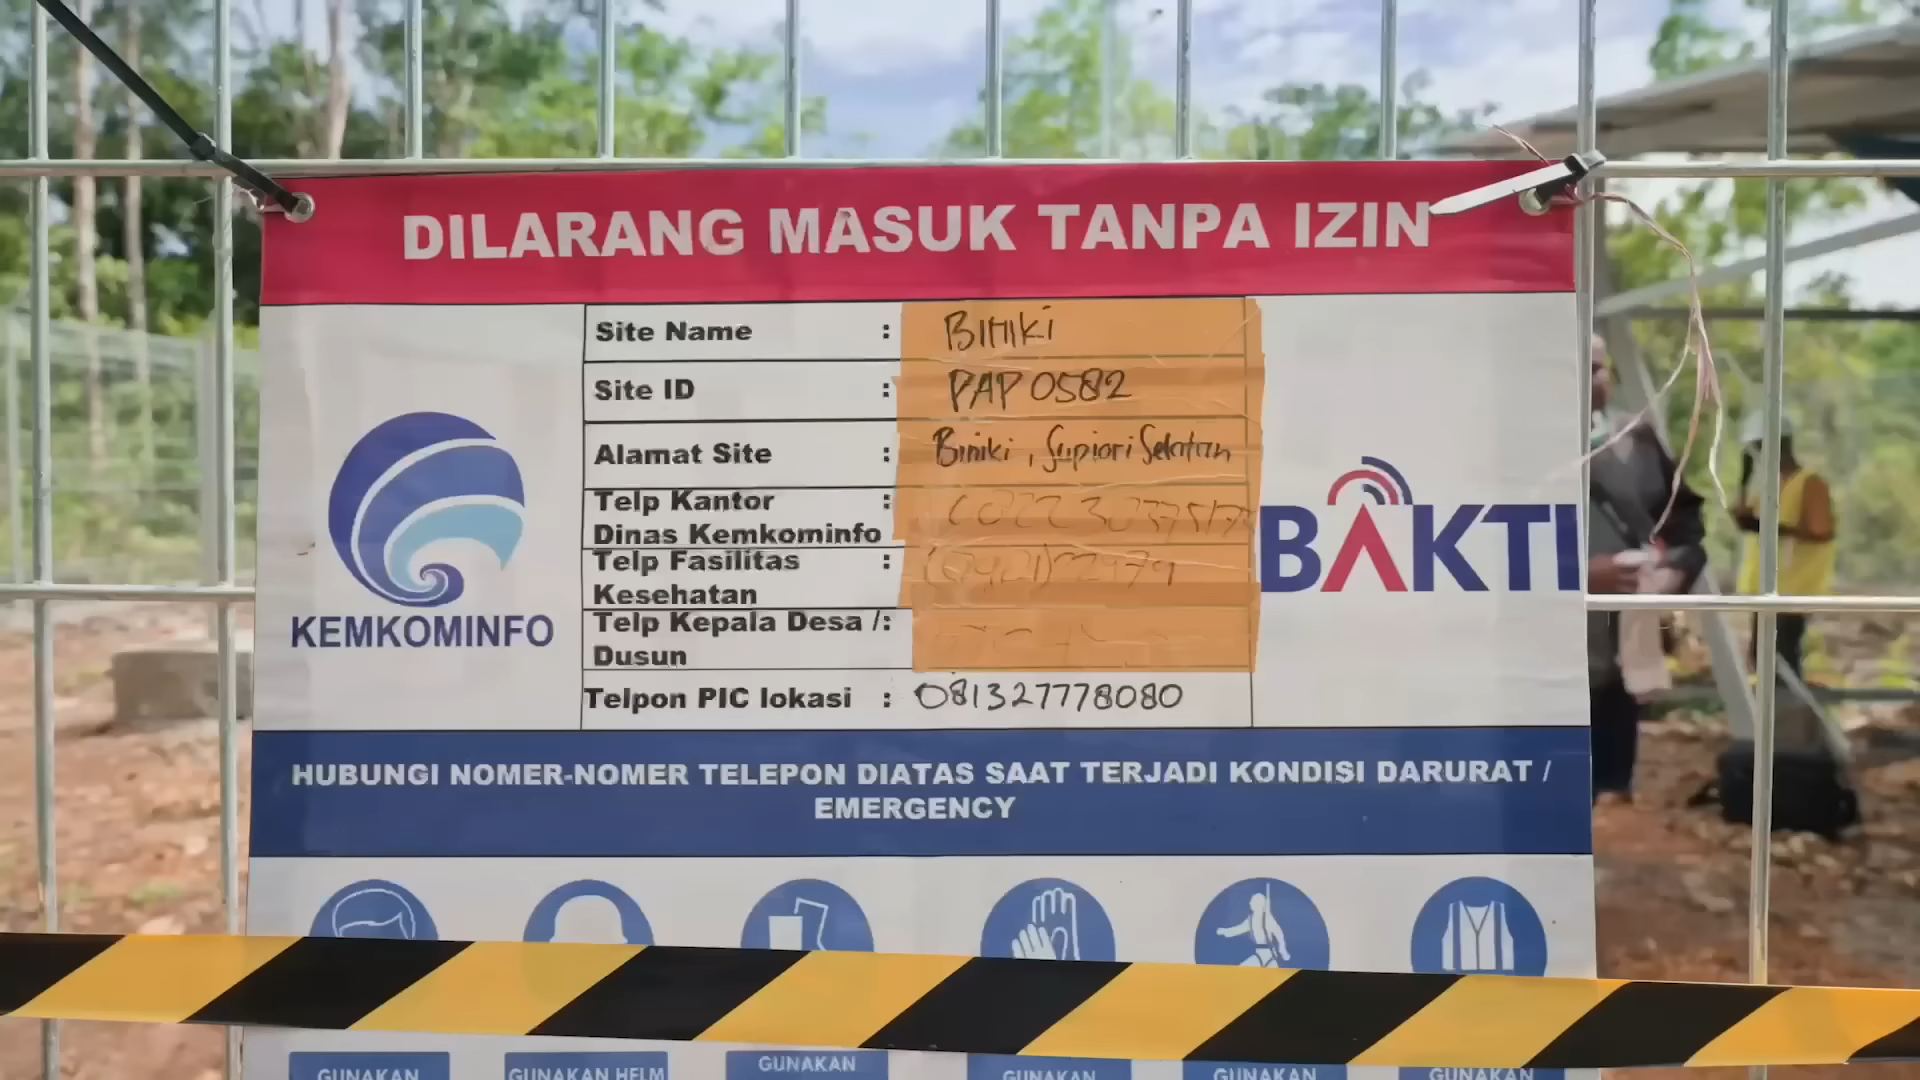 DILARANG MASUK TANPA IZIN
Site Name : Biniki
Site ID : PAP 0582
Alamat Site : Biniki, Supiori Selatan
Telp Kantor :
Dinas Kemkominfo
Telp Fasilitas :
Kesehatan
Telp Kepala Desa /:
Dusun
Telpon PIC lokasi : 081327778080
KEMKOMINFO
BAKTI
HUBUNGI NOMER-NOMER TELEPON DIATAS SAAT TERJADI KONDISI DARURAT /
EMERGENCY
GUNAKAN GUNAKAN HELM GUNAKAN GUNAKAN GUNAKAN GUNAKAN